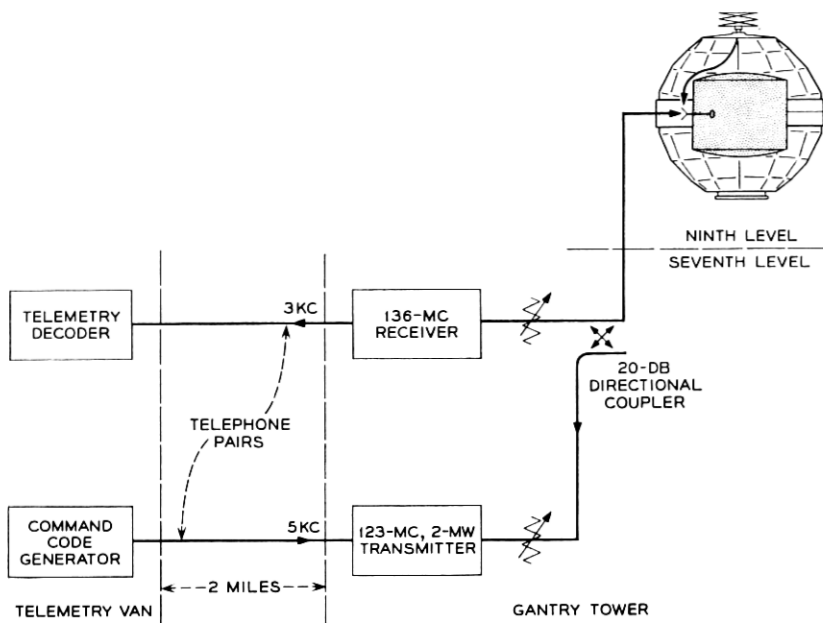 NINTH LEVEL
SEVENTH LEVEL
TELEMETRY
DECODER
3KC
136-MC
RECEIVER
20-DB
DIRECTIONAL
COUPLER
TELEPHONE
PAIRS
COMMAND
CODE
GENERATOR
5KC
123-MC, 2-MW
TRANSMITTER
2 MILES
TELEMETRY VAN
GANTRY TOWER